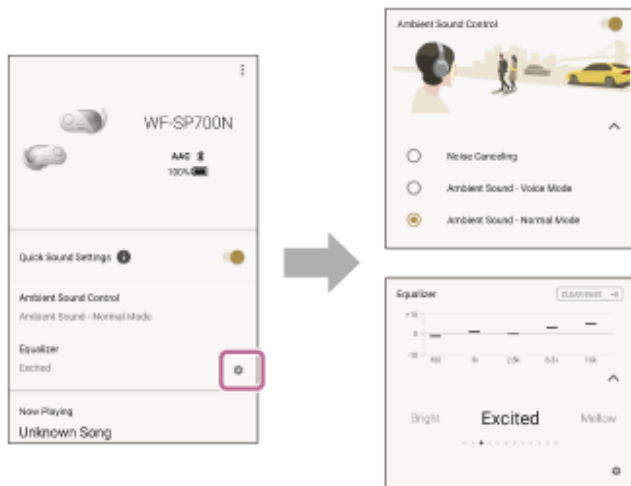 WF-SP700N
AAC
100%
Quick Sound Settings
Ambient Sound Control
Ambient Sound - Normal Mode
Equalizer
Excited
Now Playing
Unknown Song
Ambient Sound Control
Noise Canceling
Ambient Sound - Voice Mode
Ambient Sound - Normal Mode
Equalizer
CLEAR BASS
+10
0
-10
400 1k 2.5k 6.3k 16k
Bright Excited Mellow